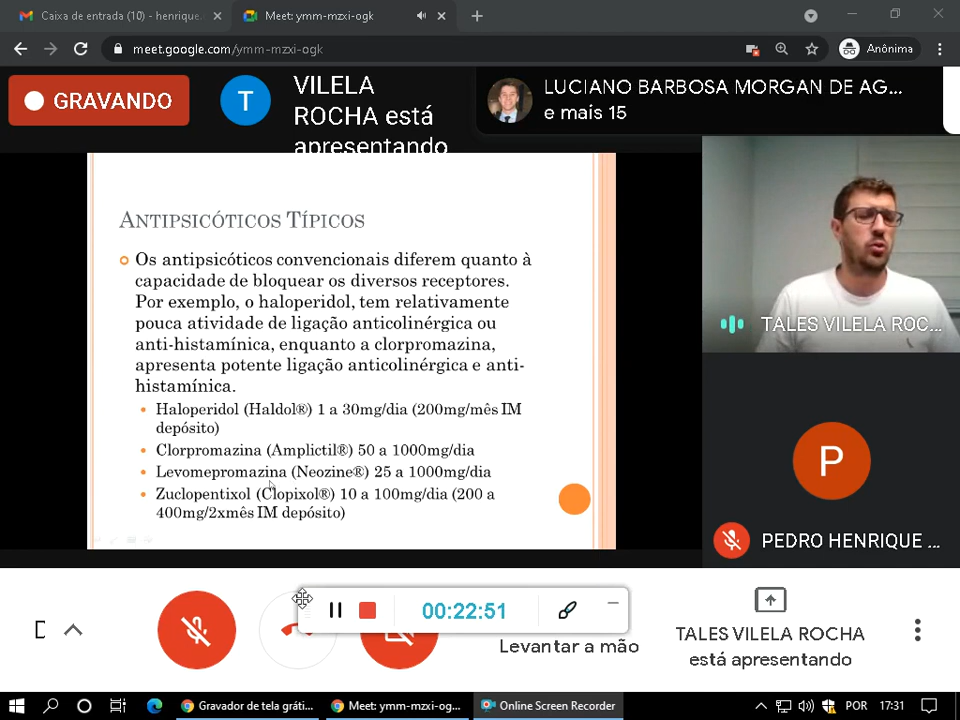 Caixa de entrada (10) - henrique.
Meet: ymm-mzxi-ogk
meet.google.com/ymm-mzxi-ogk
Anônima
GRAVANDO
T
VILELA
ROCHA está
apresentando
LUCIANO BARBOSA MORGAN DE AG...
e mais 15
ANTIPSICÓTICOS TÍPICOS
Os antipsicóticos convencionais diferem quanto à
capacidade de bloquear os diversos receptores.
Por exemplo, o haloperidol, tem relativamente
pouca atividade de ligação anticolinérgica ou
anti-histamínica, enquanto a clorpromazina,
apresenta potente ligação anticolinérgica e anti-
histamínica.
Haloperidol (Haldol®) 1 a 30mg/dia (200mg/mês IM
depósito)
Clorpromazina (Amplictil®) 50 a 1000mg/dia
Levomepromazina (Neozine®) 25 a 1000mg/dia
Zuclopentixol (Clopixol®) 10 a 100mg/dia (200 a
400mg/2xmês IM depósito)
TALES VILELA ROC...
P
PEDRO HENRIQUE ...
00:22:51
Levantar a mão
TALES VILELA ROCHA
está apresentando
Gravador de tela gráti...
Meet: ymm-mzxi-og...
Online Screen Recorder
POR
17:31